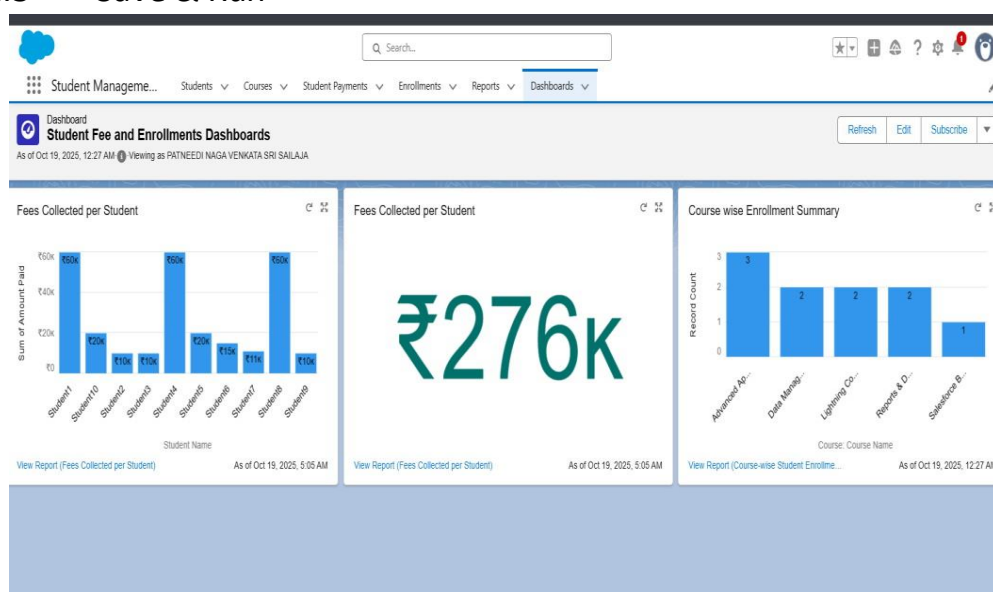 Search...
Student Manageme...
Students
Courses
Student Payments
Enrollments
Reports
Dashboards
Dashboard
Student Fee and Enrollments Dashboards
As of Oct 19, 2025, 12:27 AM Viewing as PATNEEDI NAGA VENKATA SRI SAILAJA
Refresh
Edit
Subscribe
Fees Collected per Student
Sum of Amount Paid
₹60K
₹40K
₹20K
₹0
₹60K
₹20K
₹10K
₹10K
₹60K
₹20K
₹15K
₹11K
₹60K
₹10K
Student1
Student10
Student2
Student3
Student4
Student5
Student6
Student7
Student8
Student9
Student Name
View Report (Fees Collected per Student)
As of Oct 19, 2025, 5:05 AM
Fees Collected per Student
₹276K
View Report (Fees Collected per Student)
As of Oct 19, 2025, 5:05 AM
Course wise Enrollment Summary
Record Count
3
2
1
0
3
2
2
2
1
Advanced Ap...
Data Manag...
Lightning Co...
Reports & D...
Salesforce B...
Course: Course Name
View Report (Course-wise Student Enrollme...
As of Oct 19, 2025, 12:27 AM